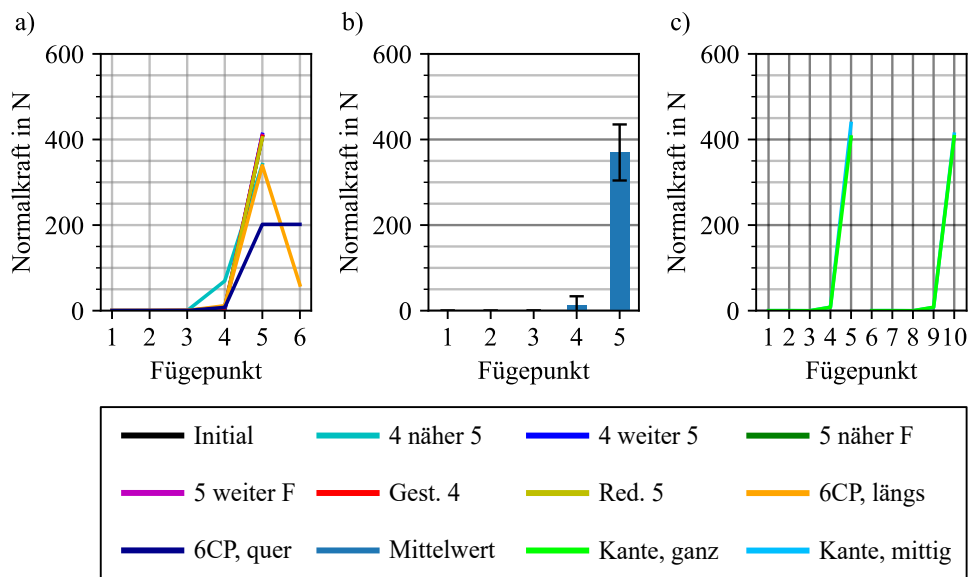 a)
b)
c)
Normalkraft in N
600
400
200
0
1 2 3 4 5 6
Fügepunkt
Normalkraft in N
600
400
200
0
1 2 3 4 5
Fügepunkt
Normalkraft in N
600
400
200
0
1 2 3 4 5 6 7 8 9 10
Fügepunkt
Initial
4 näher 5
4 weiter 5
5 näher F
5 weiter F
Gest. 4
Red. 5
6CP, längs
6CP, quer
Mittelwert
Kante, ganz
Kante, mittig